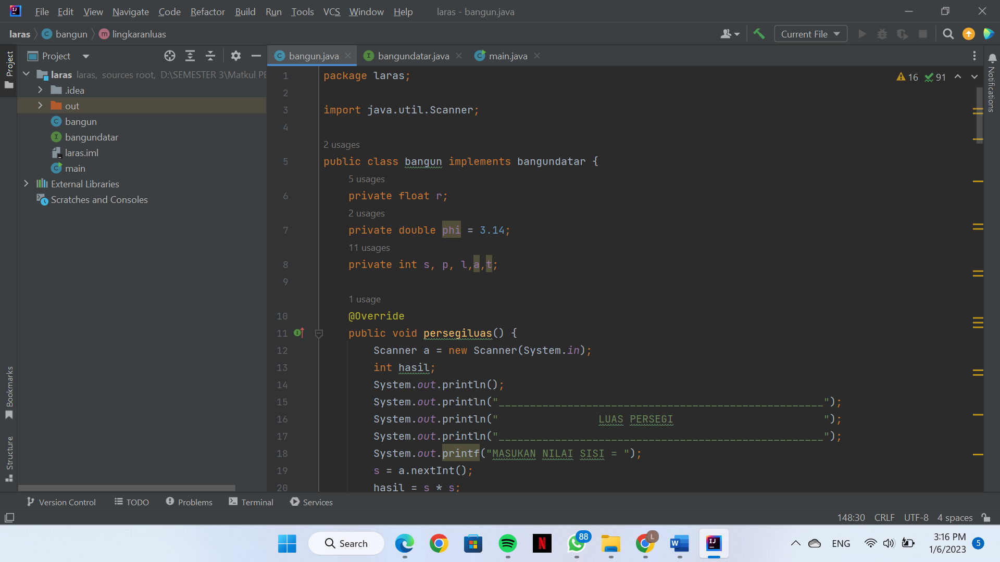 File Edit View Navigate Code Refactor Build Run Tools VCS Window Help laras - bangun.java
laras bangun lingkaranluas Current File
Project
Project
bangun.java bangundatar.java main.java
laras laras, sources root, D:\SEMESTER 3\Matkul PE
.idea
out
bangun
bangundatar
laras.iml
main
External Libraries
Scratches and Consoles
Bookmarks
Structure
16 91
Notifications
1 package laras;
2
3 import java.util.Scanner;
4
2 usages
5 public class bangun implements bangundatar {
5 usages
6 private float r;
2 usages
7 private double phi = 3.14;
11 usages
8 private int s, p, l,a,t;
9
1 usage
10 @Override
11 public void persegiluas() {
12 Scanner a = new Scanner(System.in);
13 int hasil;
14 System.out.println();
15 System.out.println("____________________________________________________");
16 System.out.println("                LUAS PERSEGI                        ");
17 System.out.println("____________________________________________________");
18 System.out.printf("MASUKAN NILAI SISI = ");
19 s = a.nextInt();
20 hasil = s * s;
Version Control TODO Problems Terminal Services
148:30 CRLF UTF-8 4 spaces
Search 88 L ENG 3:16 PM 5
1/6/2023